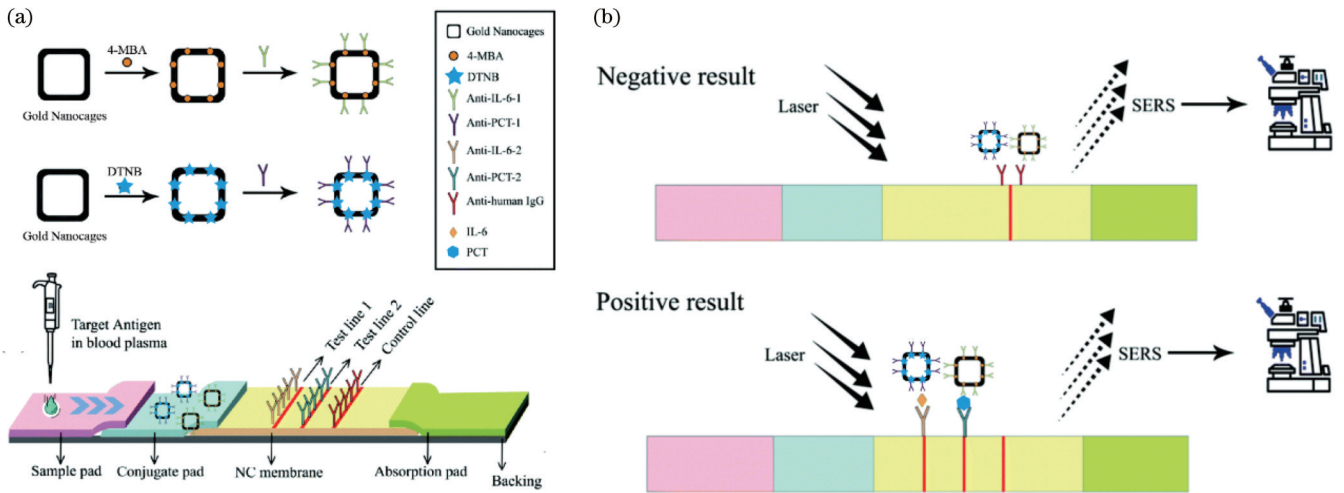 (a)
4-MBA
Gold Nanocages
DTNB
Gold Nanocages
Gold Nanocages
4-MBA
DTNB
Anti-IL-6-1
Anti-PCT-1
Anti-IL-6-2
Anti-PCT-2
Anti-human IgG
IL-6
PCT
Target Antigen
in blood plasma
Test line 1
Test line 2
Control line
Sample pad
Conjugate pad
NC membrane
Absorption pad
Backing
(b)
Negative result
Laser
SERS
Positive result
Laser
SERS